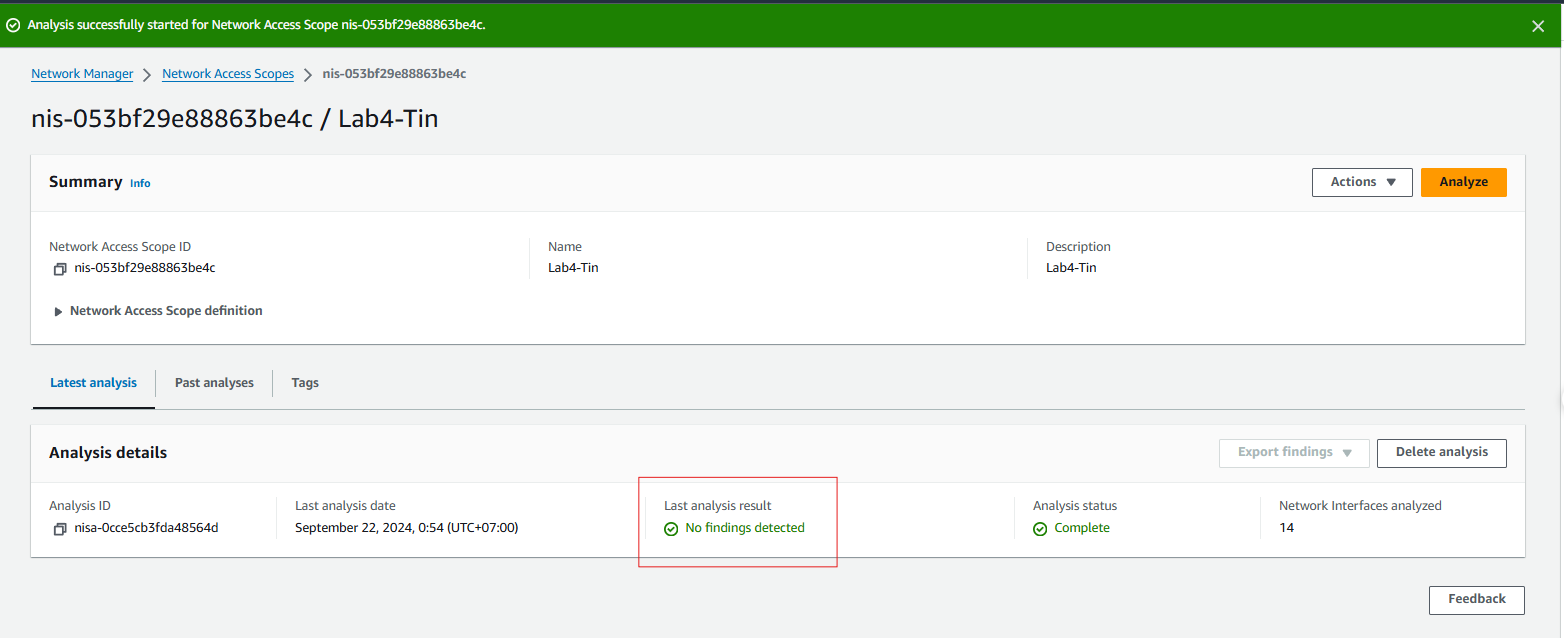 Analysis successfully started for Network Access Scope nis-053bf29e88863be4c.
Network Manager > Network Access Scopes > nis-053bf29e88863be4c
nis-053bf29e88863be4c / Lab4-Tin
Summary Info
Actions Analyze
Network Access Scope ID
nis-053bf29e88863be4c
Name
Lab4-Tin
Description
Lab4-Tin
Network Access Scope definition
Latest analysis Past analyses Tags
Analysis details
Export findings Delete analysis
Analysis ID
nisa-0cce5cb3fda48564d
Last analysis date
September 22, 2024, 0:54 (UTC+07:00)
Last analysis result
No findings detected
Analysis status
Complete
Network Interfaces analyzed
14
Feedback